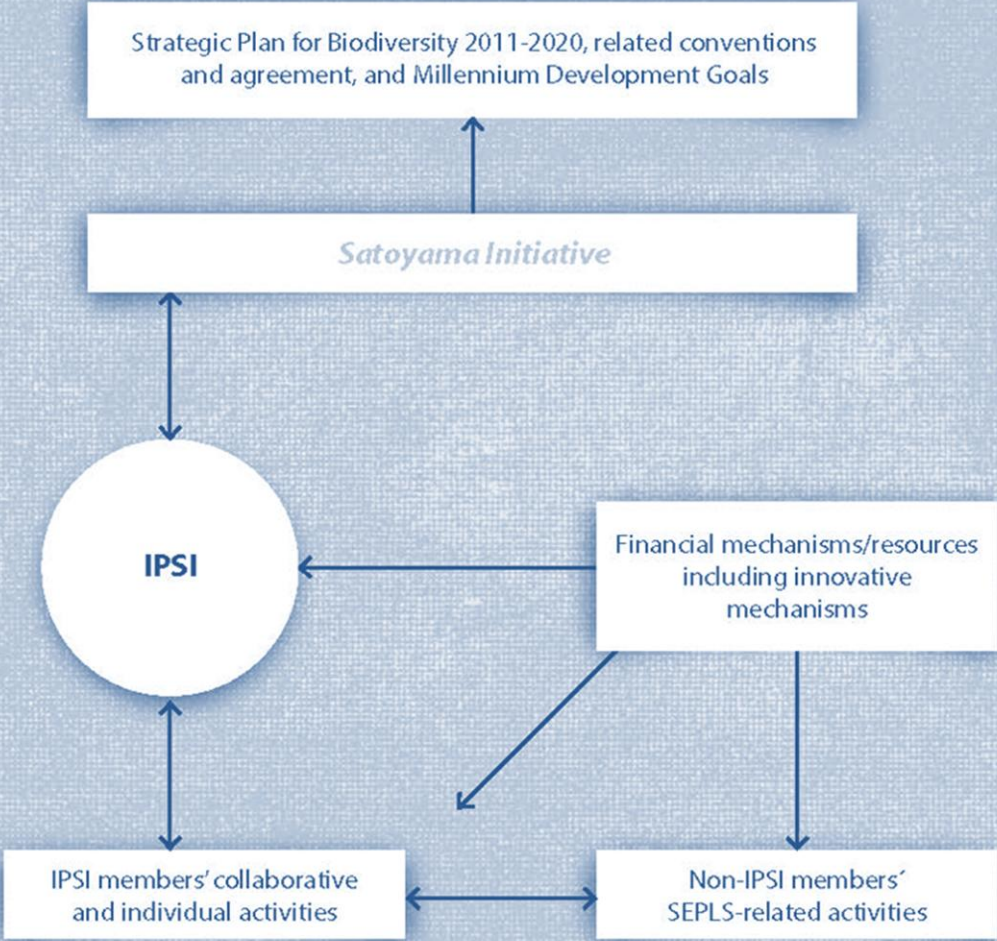 Strategic Plan for Biodiversity 2011-2020, related conventions
and agreement, and Millennium Development Goals
Satoyama Initiative
IPSI
Financial mechanisms/resources
including innovative
mechanisms
IPSI members’ collaborative
and individual activities
Non-IPSI members´
SEPLS-related activities